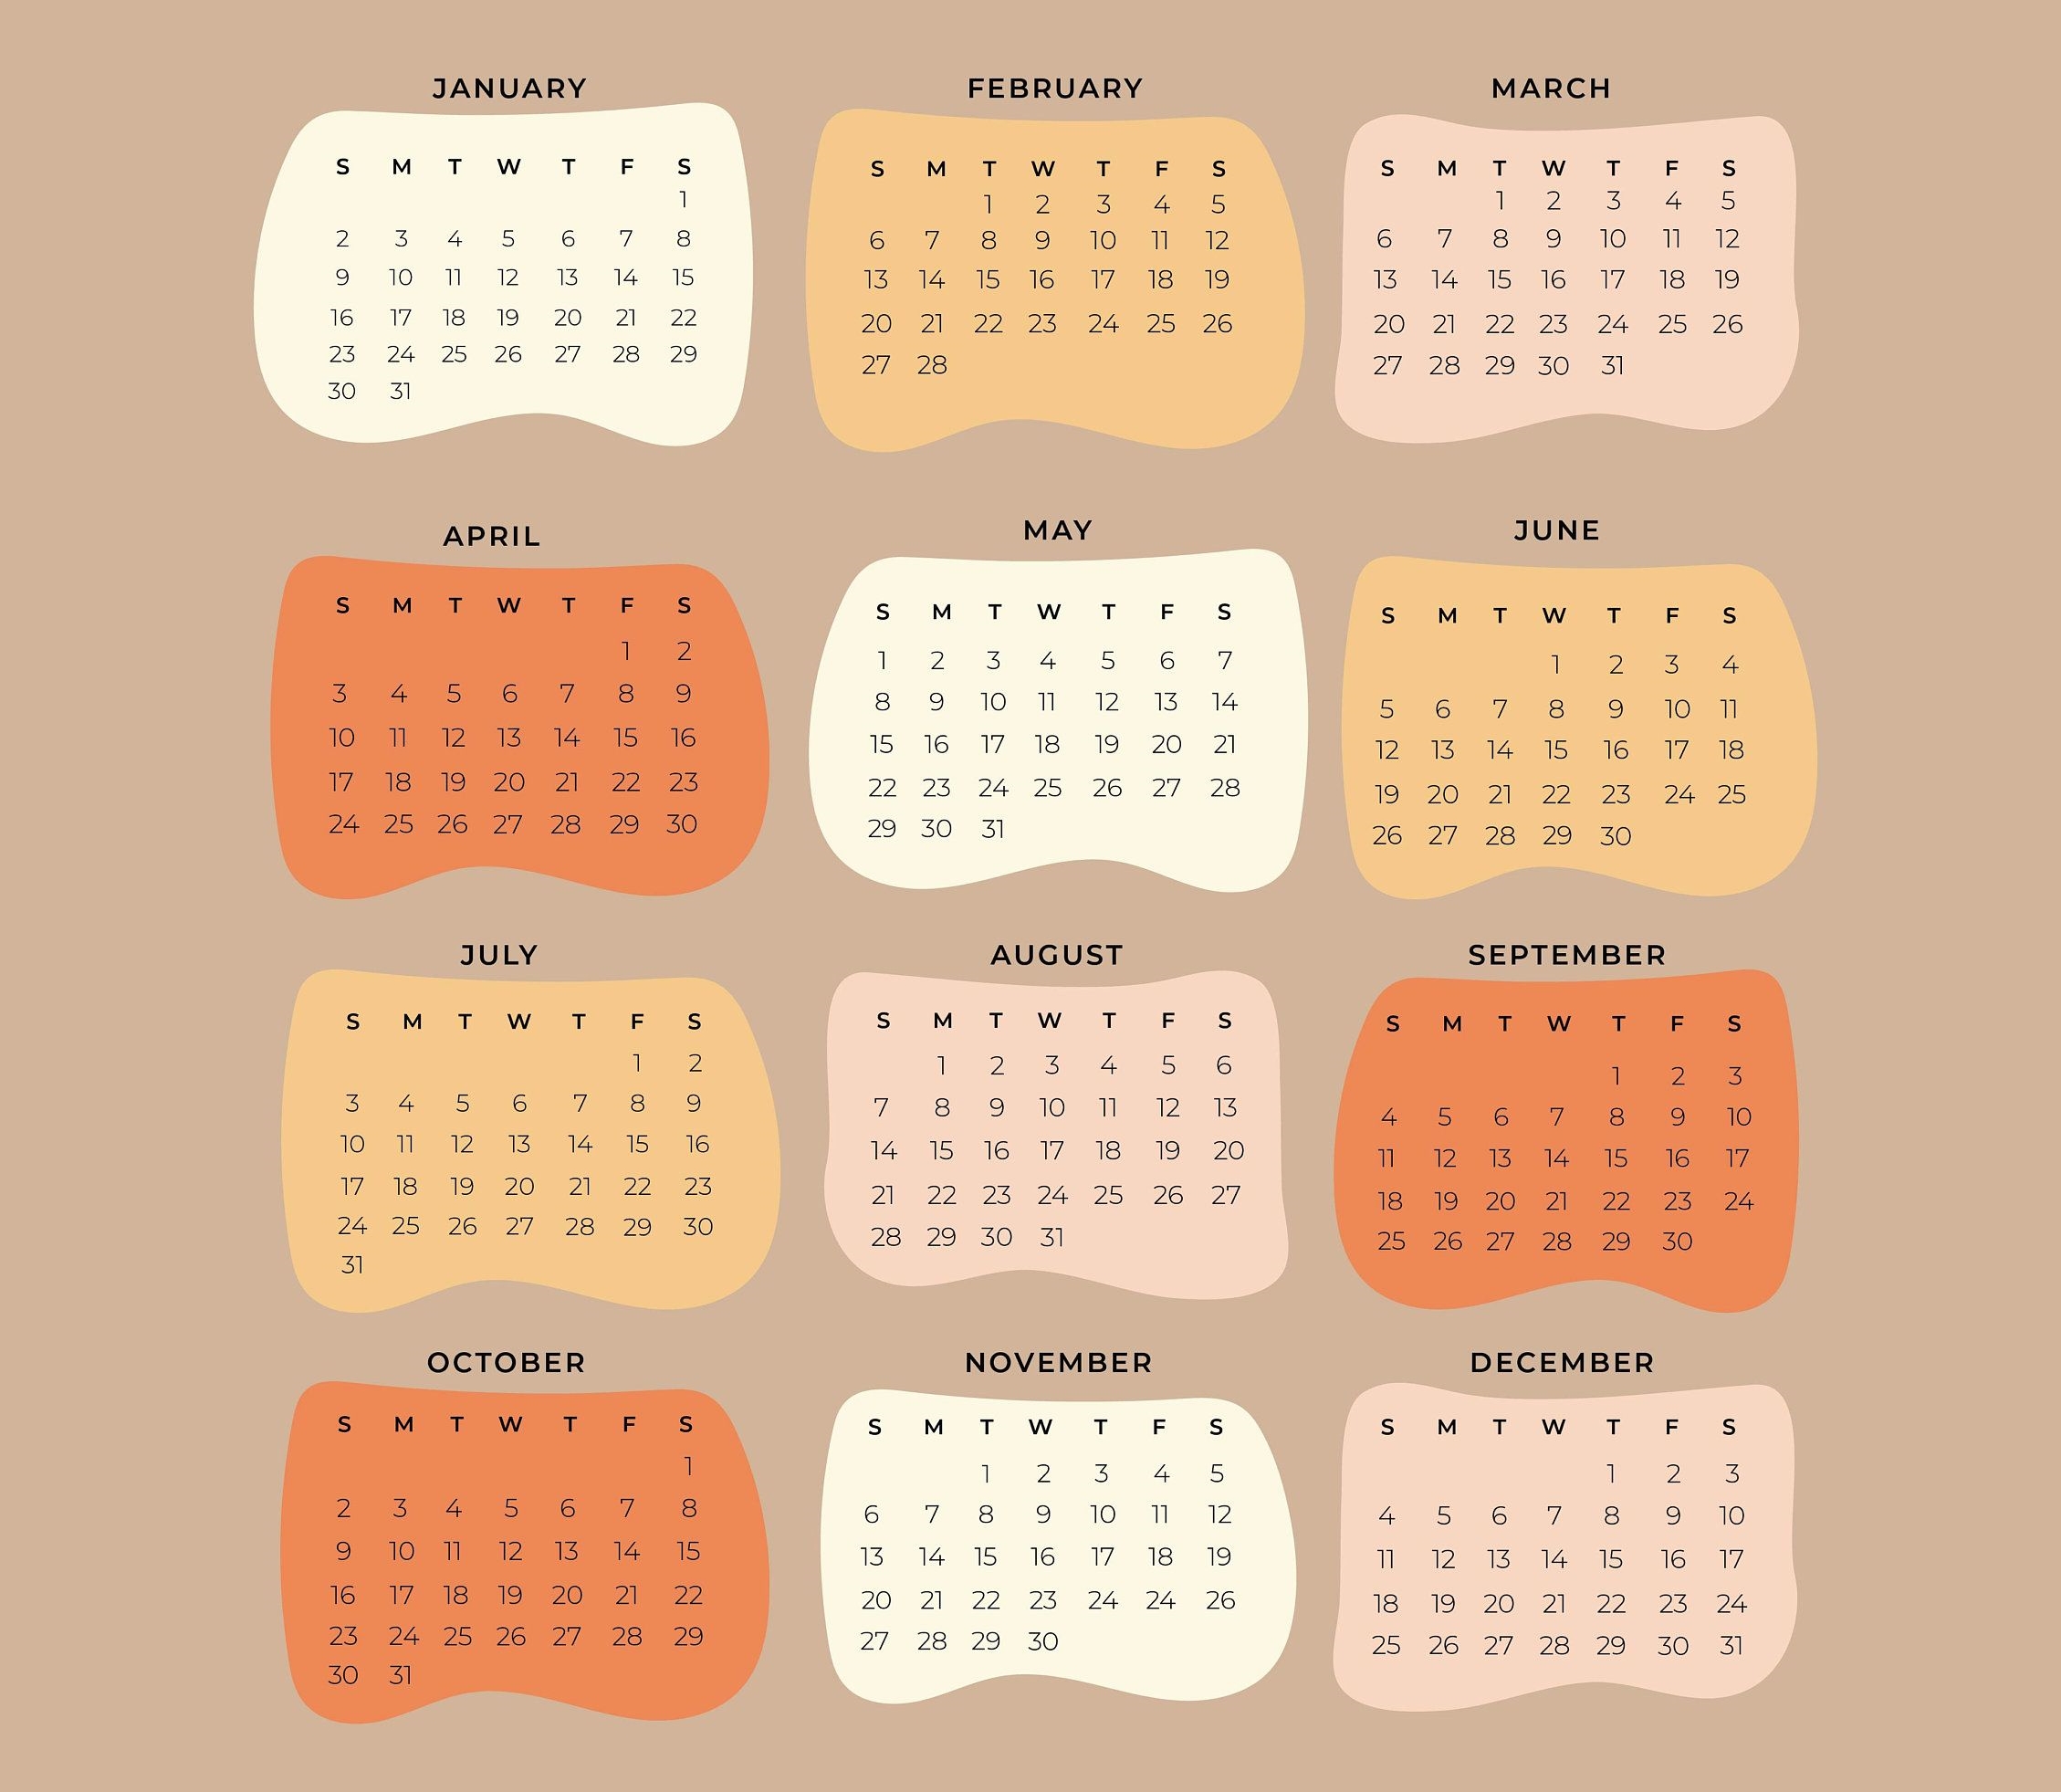 JANUARY
S M T W T F S
1
2 3 4 5 6 7 8
9 10 11 12 13 14 15
16 17 18 19 20 21 22
23 24 25 26 27 28 29
30 31
FEBRUARY
S M T W T F S
1 2 3 4 5
6 7 8 9 10 11 12
13 14 15 16 17 18 19
20 21 22 23 24 25 26
27 28
MARCH
S M T W T F S
1 2 3 4 5
6 7 8 9 10 11 12
13 14 15 16 17 18 19
20 21 22 23 24 25 26
27 28 29 30 31
APRIL
S M T W T F S
1 2
3 4 5 6 7 8 9
10 11 12 13 14 15 16
17 18 19 20 21 22 23
24 25 26 27 28 29 30
MAY
S M T W T F S
1 2 3 4 5 6 7
8 9 10 11 12 13 14
15 16 17 18 19 20 21
22 23 24 25 26 27 28
29 30 31
JUNE
S M T W T F S
1 2 3 4
5 6 7 8 9 10 11
12 13 14 15 16 17 18
19 20 21 22 23 24 25
26 27 28 29 30
JULY
S M T W T F S
1 2
3 4 5 6 7 8 9
10 11 12 13 14 15 16
17 18 19 20 21 22 23
24 25 26 27 28 29 30
31
AUGUST
S M T W T F S
1 2 3 4 5 6
7 8 9 10 11 12 13
14 15 16 17 18 19 20
21 22 23 24 25 26 27
28 29 30 31
SEPTEMBER
S M T W T F S
1 2 3
4 5 6 7 8 9 10
11 12 13 14 15 16 17
18 19 20 21 22 23 24
25 26 27 28 29 30
OCTOBER
S M T W T F S
1
2 3 4 5 6 7 8
9 10 11 12 13 14 15
16 17 18 19 20 21 22
23 24 25 26 27 28 29
30 31
NOVEMBER
S M T W T F S
1 2 3 4 5
6 7 8 9 10 11 12
13 14 15 16 17 18 19
20 21 22 23 24 24 26
27 28 29 30
DECEMBER
S M T W T F S
1 2 3
4 5 6 7 8 9 10
11 12 13 14 15 16 17
18 19 20 21 22 23 24
25 26 27 28 29 30 31